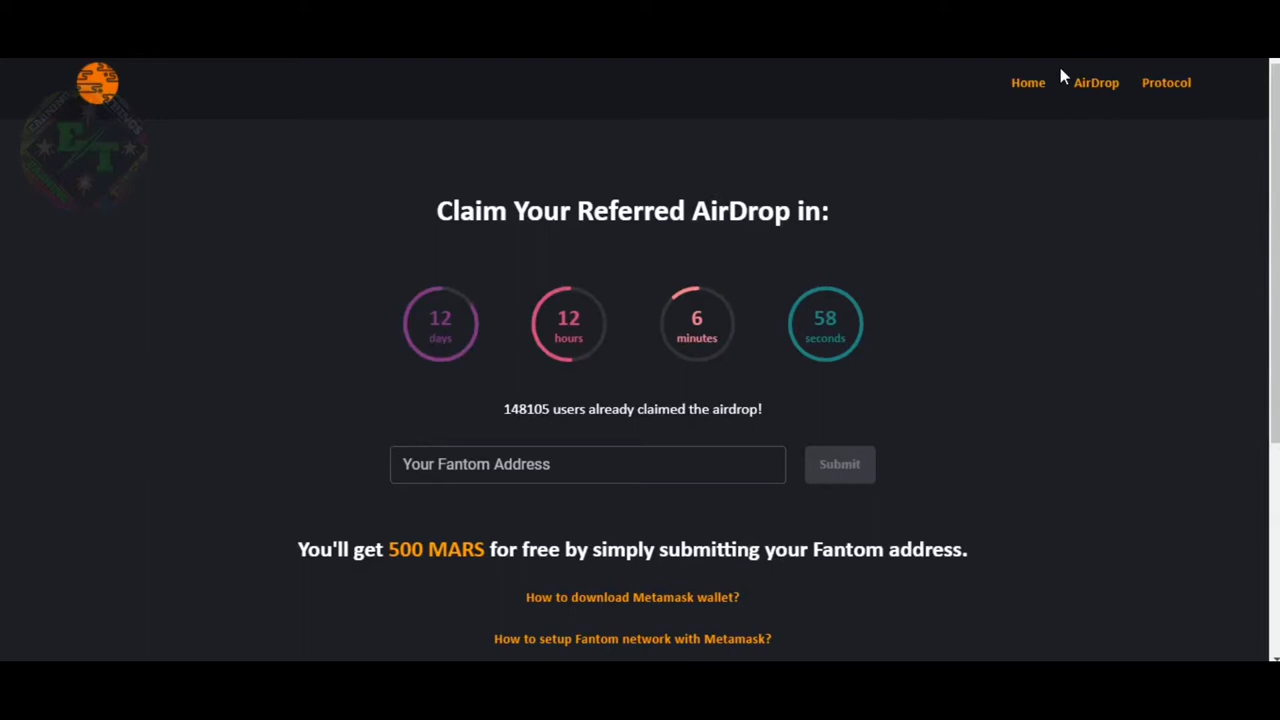 Home AirDrop Protocol
ET
Claim Your Referred AirDrop in:
12 12 6 58
days hours minutes seconds
148105 users already claimed the airdrop!
Your Fantom Address Submit
You'll get 500 MARS for free by simply submitting your Fantom address.
How to download Metamask wallet?
How to setup Fantom network with Metamask?